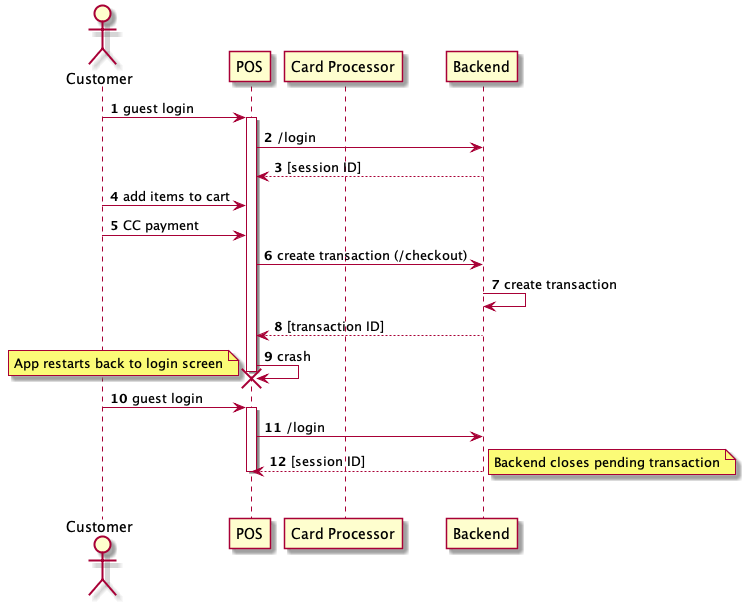 Customer
POS
Card Processor
Backend
1 guest login
2 /login
3 [session ID]
4 add items to cart
5 CC payment
6 create transaction (/checkout)
7 create transaction
8 [transaction ID]
App restarts back to login screen
9 crash
10 guest login
11 /login
12 [session ID]
Backend closes pending transaction
Customer
POS
Card Processor
Backend